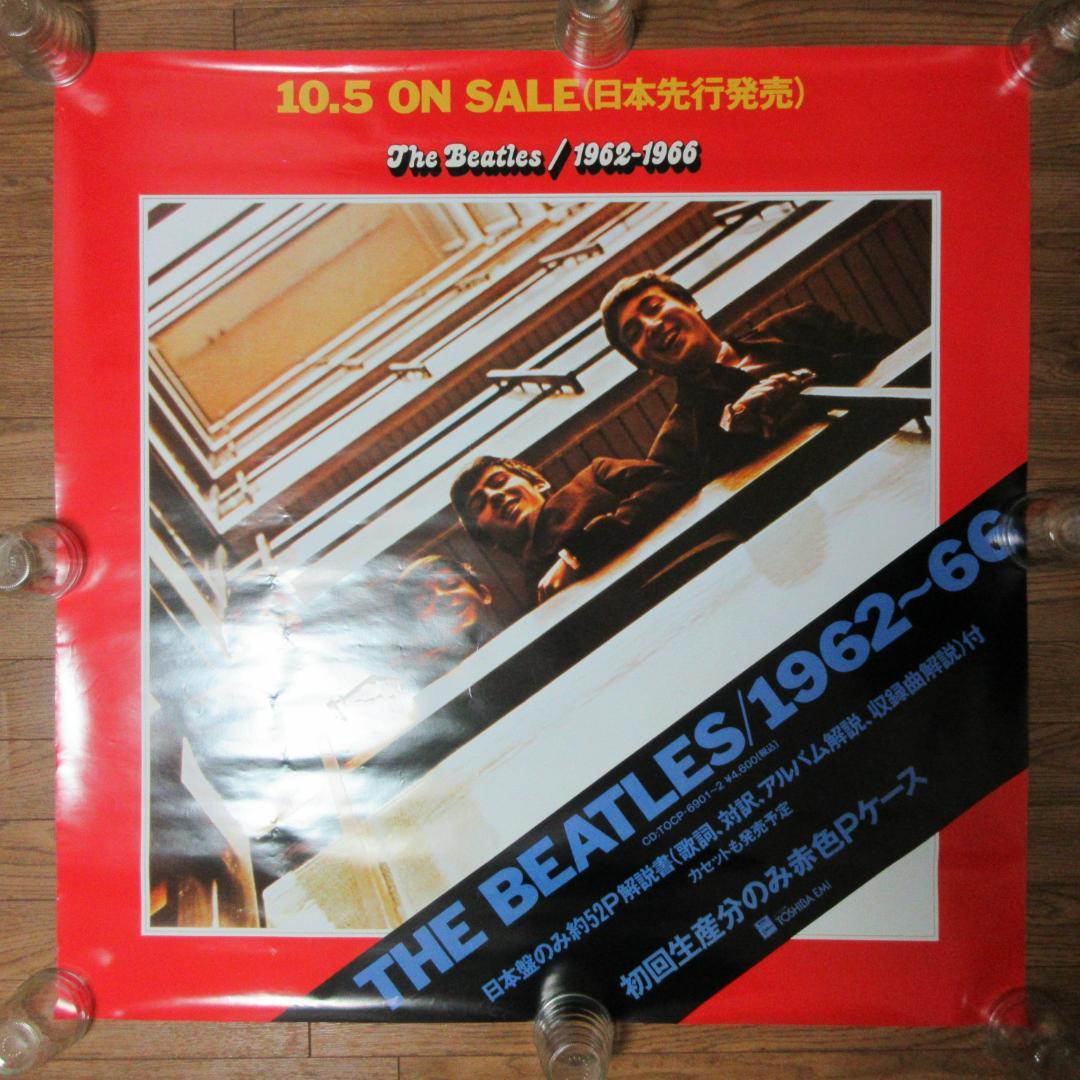 10.5 ON SALE(日本先行発売)
The Beatles / 1962-1966
THE BEATLES/1962~66
CD:TOCP-6901~2 ¥4,600(税込)
日本盤のみ約52P解説書(歌詞、対訳、アルバム解説、収録曲解説)付
カセットも発売予定
初回生産分のみ赤色Pケース
TOSHIBA EMI